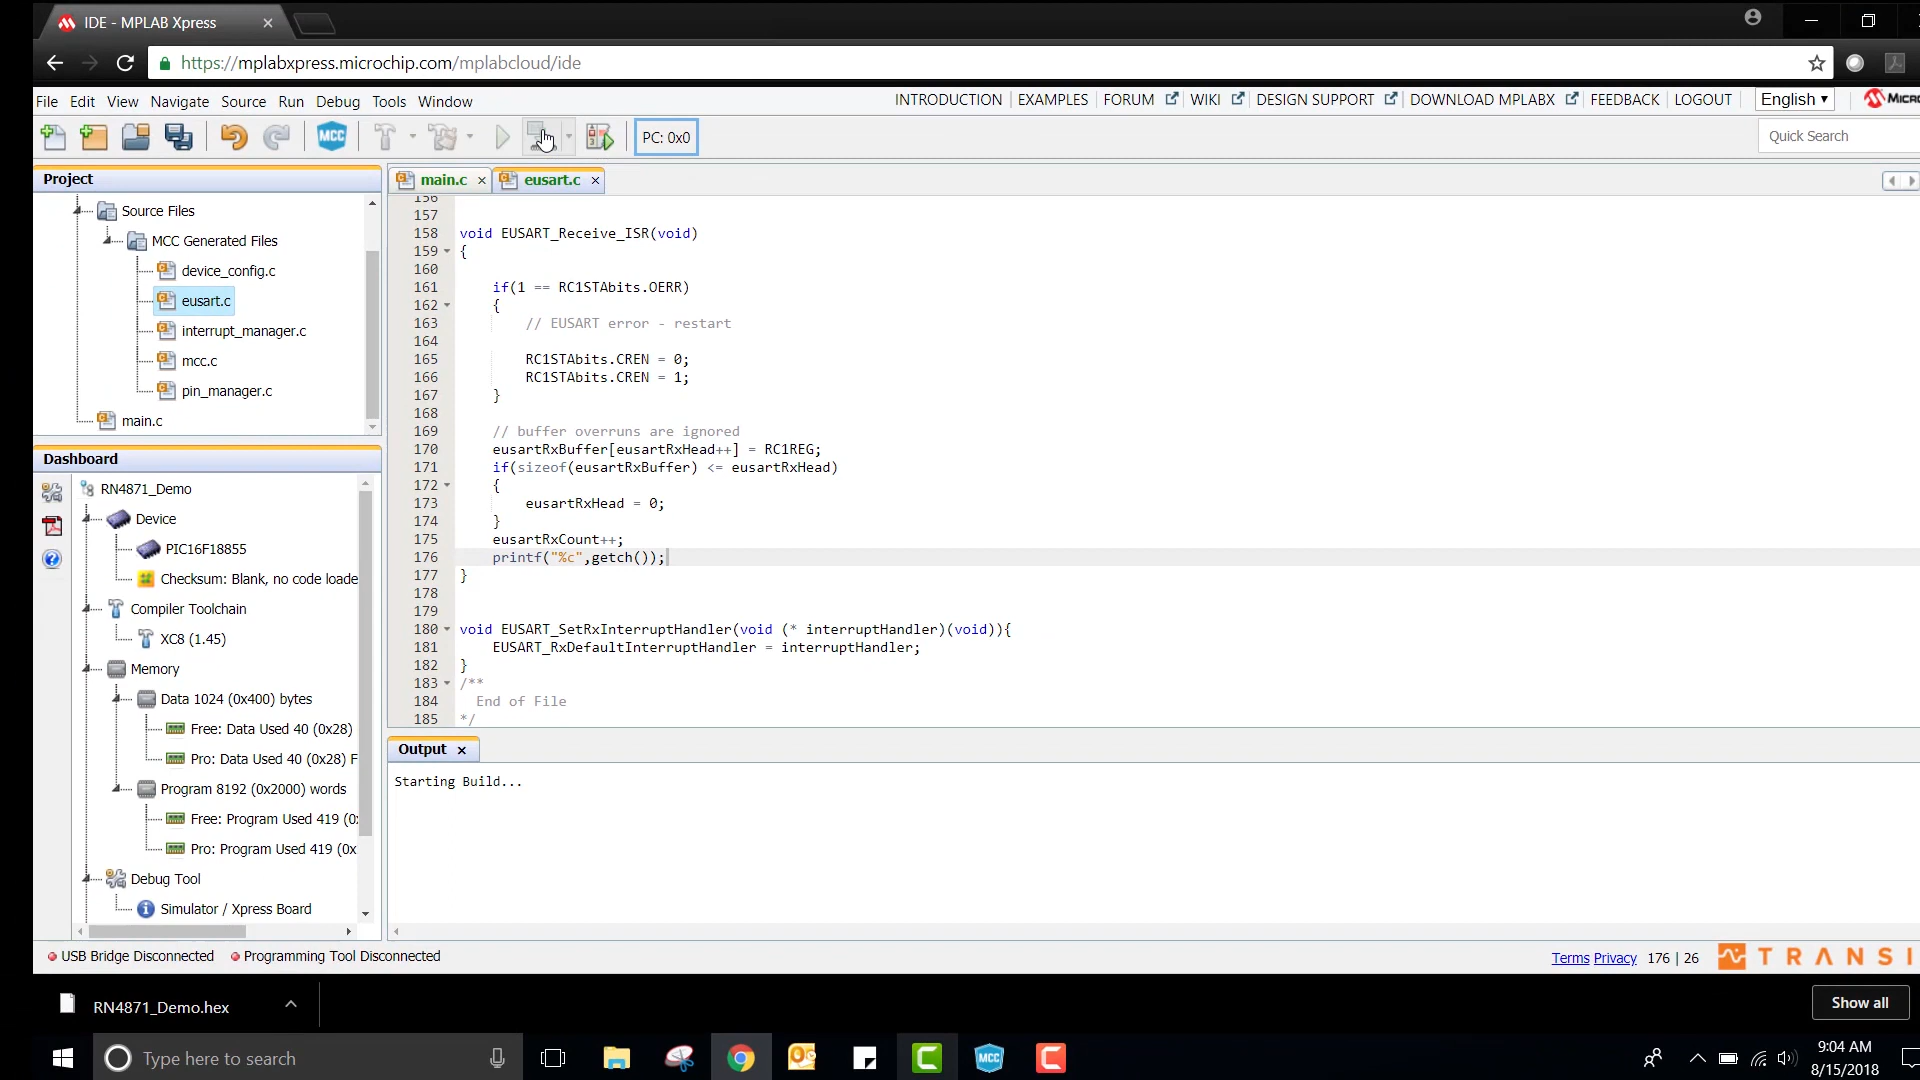 IDE - MPLAB Xpress
https://mplabxpress.microchip.com/mplabcloud/ide
File Edit View Navigate Source Run Debug Tools Window
INTRODUCTION EXAMPLES FORUM WIKI DESIGN SUPPORT DOWNLOAD MPLABX FEEDBACK LOGOUT English
MCC PC: 0x0 Quick Search
Project
main.c eusart.c
Source Files
MCC Generated Files
device_config.c
eusart.c
interrupt_manager.c
mcc.c
pin_manager.c
main.c
156
157
158 void EUSART_Receive_ISR(void)
159 {
160
161 if(1 == RC1STAbits.OERR)
162 {
163 // EUSART error - restart
164
165 RC1STAbits.CREN = 0;
166 RC1STAbits.CREN = 1;
167 }
168
169 // buffer overruns are ignored
170 eusartRxBuffer[eusartRxHead++] = RC1REG;
171 if(sizeof(eusartRxBuffer) <= eusartRxHead)
172 {
173 eusartRxHead = 0;
174 }
175 eusartRxCount++;
176 printf("%c",getch());
177 }
178
179
180 void EUSART_SetRxInterruptHandler(void (* interruptHandler)(void)){
181 EUSART_RxDefaultInterruptHandler = interruptHandler;
182 }
183 /**
184 End of File
185 */
Dashboard
RN4871_Demo
Device
PIC16F18855
Checksum: Blank, no code loade
Compiler Toolchain
XC8 (1.45)
Memory
Data 1024 (0x400) bytes
Free: Data Used 40 (0x28)
Pro: Data Used 40 (0x28) F
Program 8192 (0x2000) words
Free: Program Used 419 (0x
Pro: Program Used 419 (0x
Debug Tool
Simulator / Xpress Board
Output
Starting Build...
USB Bridge Disconnected Programming Tool Disconnected
Terms Privacy 176 | 26
TRANSI
RN4871_Demo.hex
Show all
Type here to search
MCC
9:04 AM
8/15/2018